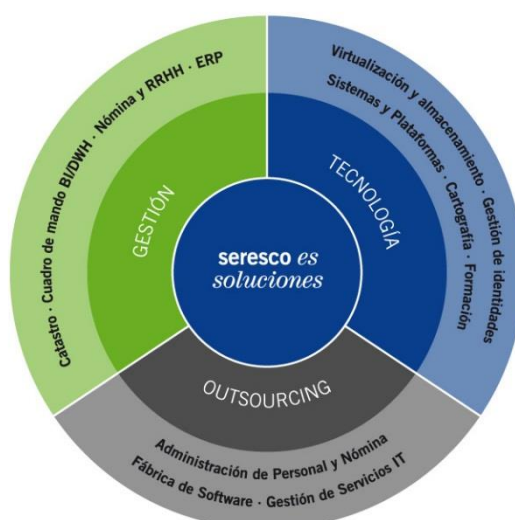 seresco es
soluciones
GESTIÓN
Catastro · Cuadro de mando BI/DWH · Nómina y RRHH · ERP
TECNOLOGÍA
Virtualización y almacenamiento · Gestión de identidades
Sistemas y Plataformas · Cartografía · Formación
OUTSOURCING
Administración de Personal y Nómina
Fábrica de Software · Gestión de Servicios IT